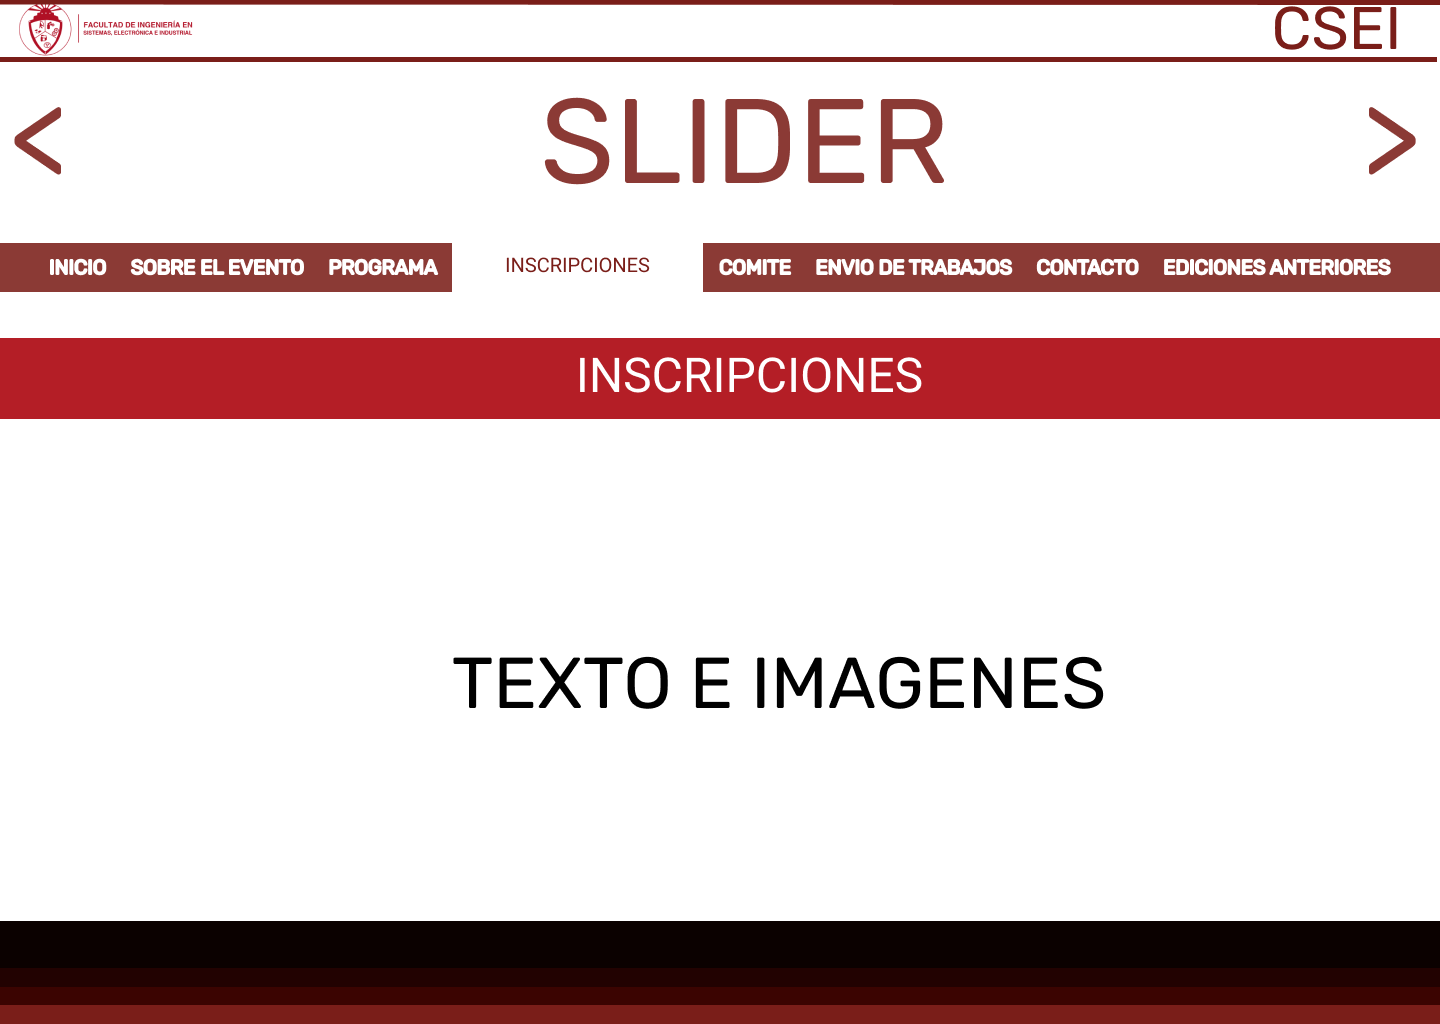 FACULTAD DE INGENIERÍA EN
SISTEMAS, ELECTRÓNICA E INDUSTRIAL
CSEI
< SLIDER >
INICIO SOBRE EL EVENTO PROGRAMA INSCRIPCIONES COMITE ENVIO DE TRABAJOS CONTACTO EDICIONES ANTERIORES
INSCRIPCIONES
TEXTO E IMAGENES